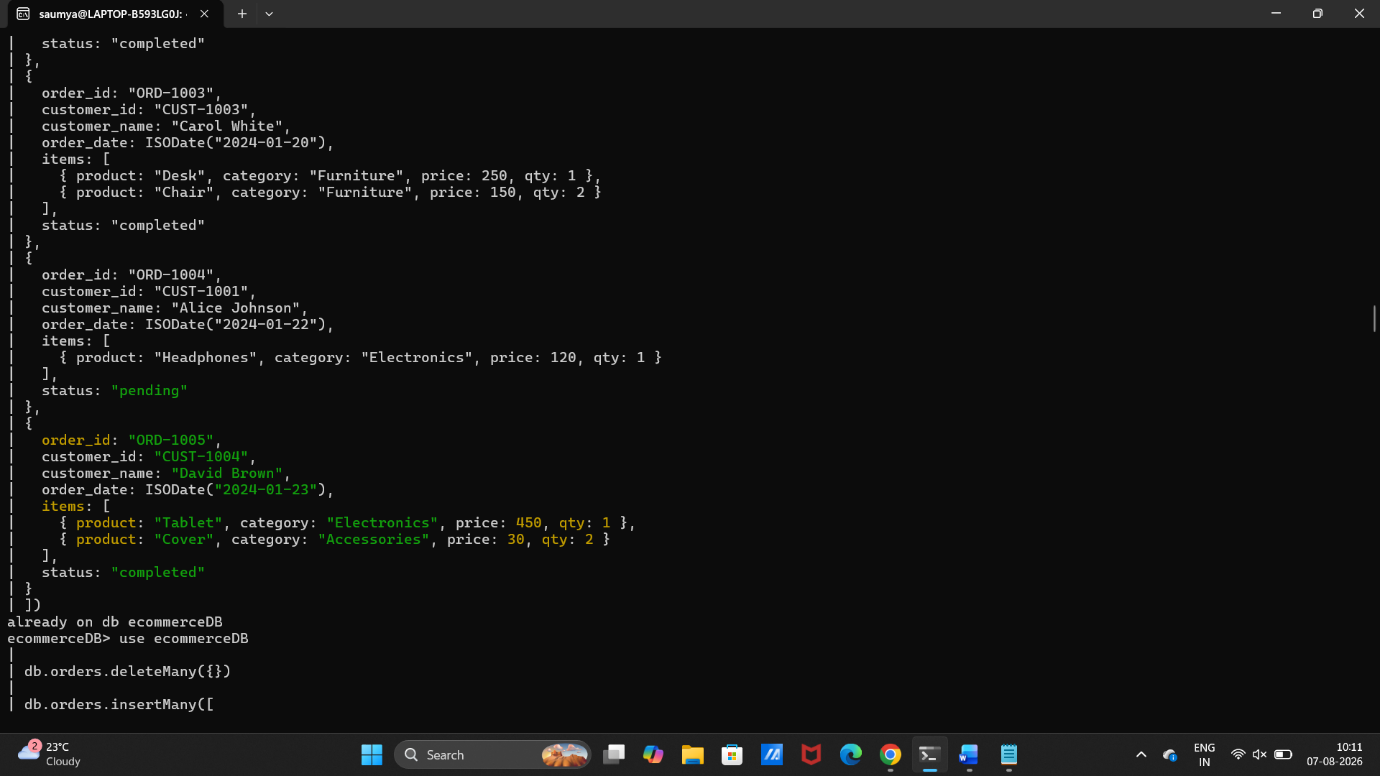 saumya@LAPTOP-B593LG0J: ·
|   status: "completed"
| },
| {
|   order_id: "ORD-1003",
|   customer_id: "CUST-1003",
|   customer_name: "Carol White",
|   order_date: ISODate("2024-01-20"),
|   items: [
|     { product: "Desk", category: "Furniture", price: 250, qty: 1 },
|     { product: "Chair", category: "Furniture", price: 150, qty: 2 }
|   ],
|   status: "completed"
| },
| {
|   order_id: "ORD-1004",
|   customer_id: "CUST-1001",
|   customer_name: "Alice Johnson",
|   order_date: ISODate("2024-01-22"),
|   items: [
|     { product: "Headphones", category: "Electronics", price: 120, qty: 1 }
|   ],
|   status: "pending"
| },
| {
|   order_id: "ORD-1005",
|   customer_id: "CUST-1004",
|   customer_name: "David Brown",
|   order_date: ISODate("2024-01-23"),
|   items: [
|     { product: "Tablet", category: "Electronics", price: 450, qty: 1 },
|     { product: "Cover", category: "Accessories", price: 30, qty: 2 }
|   ],
|   status: "completed"
| }
| ])
already on db ecommerceDB
ecommerceDB> use ecommerceDB
|
| db.orders.deleteMany({})
|
| db.orders.insertMany([
2
23°C
Cloudy
Search
ENG
IN
10:11
07-08-2026